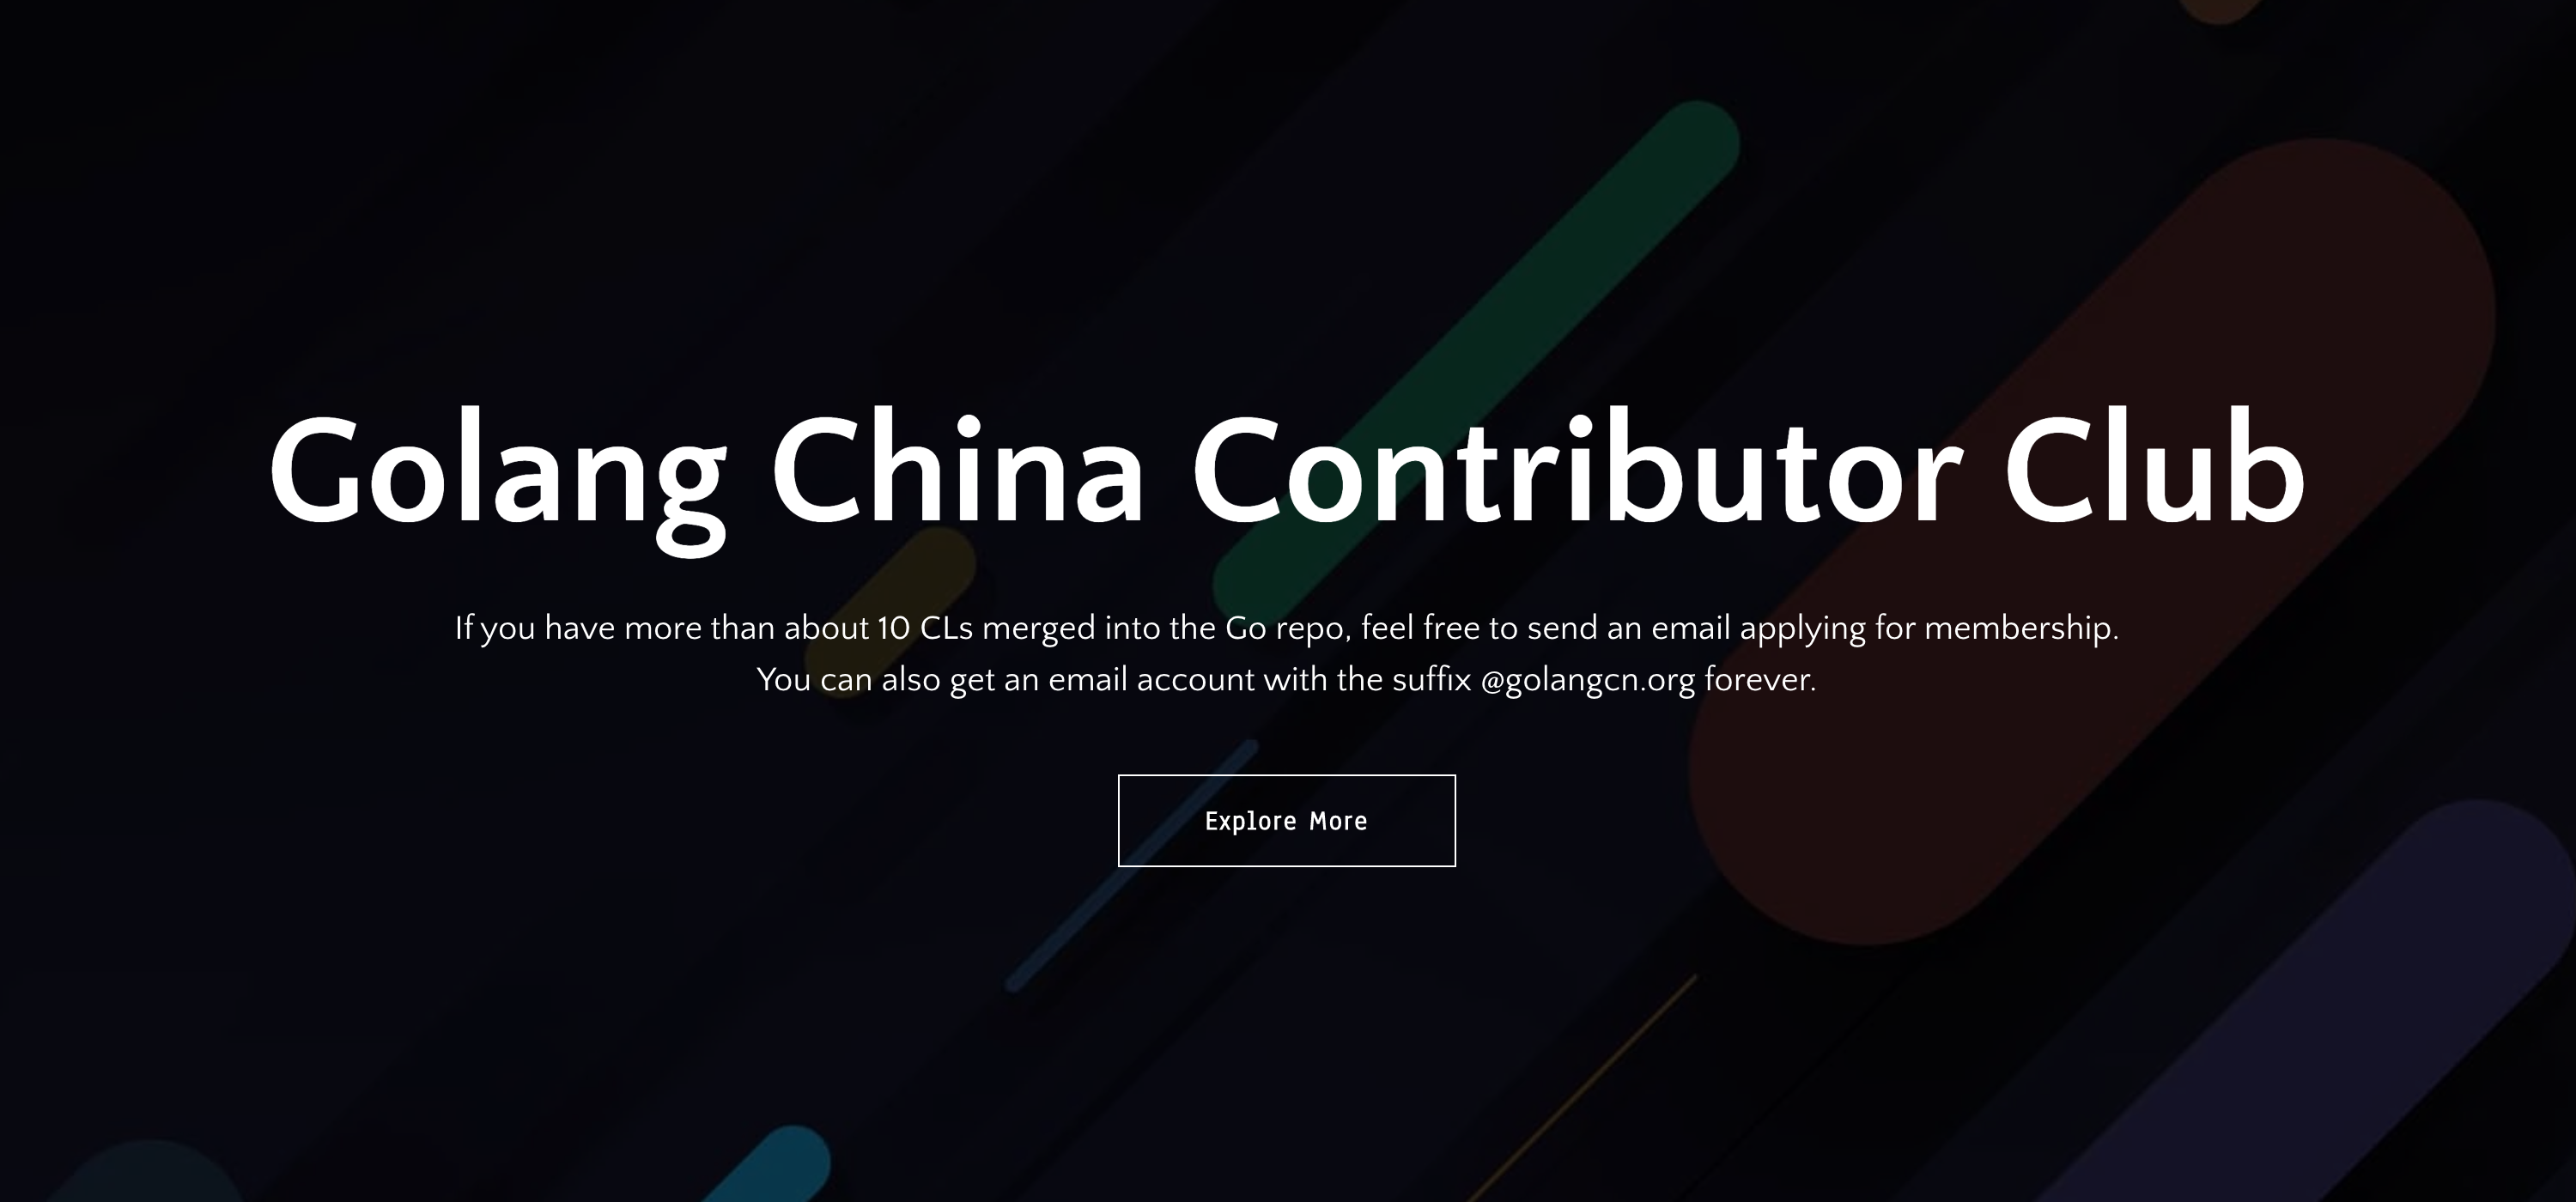 Golang China Contributor Club
If you have more than about 10 CLs merged into the Go repo, feel free to send an email applying for membership.
You can also get an email account with the suffix @golangcn.org forever.
Explore More